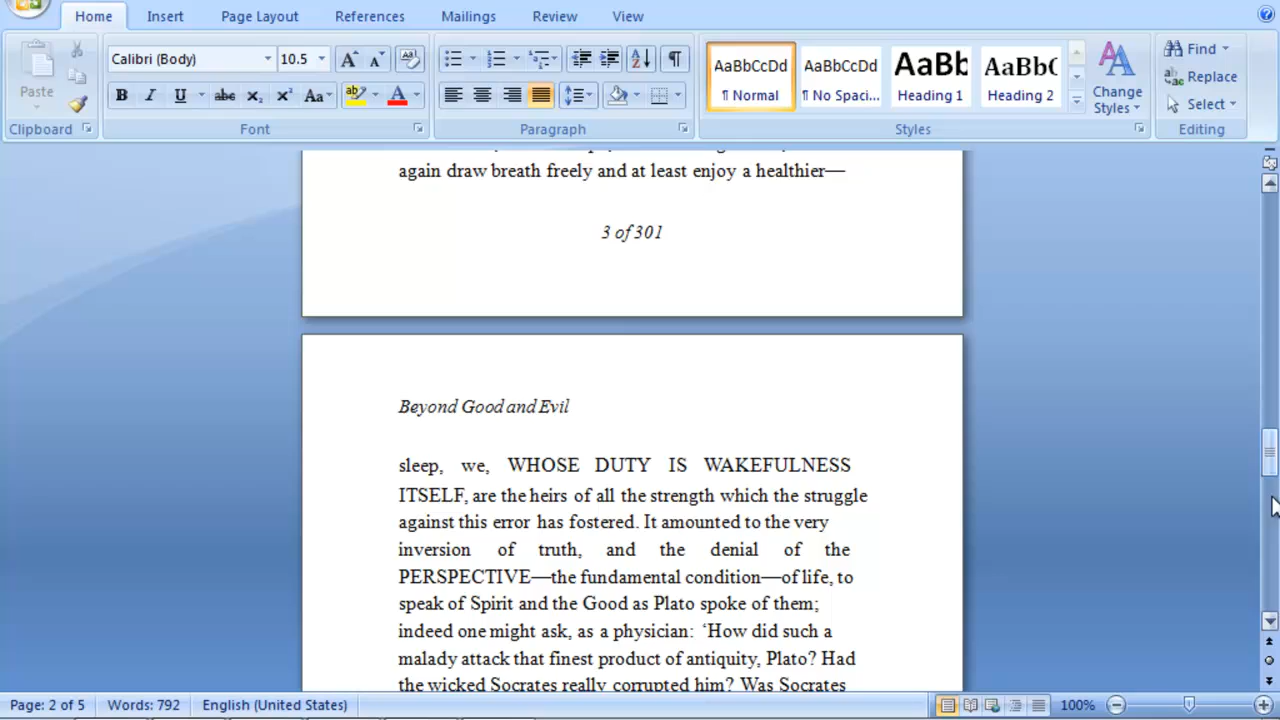 Home Insert Page Layout References Mailings Review View
Calibri (Body) 10.5
Paste
B I U abc X₂ X² Aa
Clipboard Font Paragraph Styles Editing
AaBbCcDd AaBbCcDd AaBb AaBbC
¶ Normal ¶ No Spaci... Heading 1 Heading 2
Change Styles
Find
Replace
Select
again draw breath freely and at least enjoy a healthier—
3 of 301
Beyond Good and Evil
sleep, we, WHOSE DUTY IS WAKEFULNESS
ITSELF, are the heirs of all the strength which the struggle
against this error has fostered. It amounted to the very
inversion of truth, and the denial of the
PERSPECTIVE—the fundamental condition—of life, to
speak of Spirit and the Good as Plato spoke of them;
indeed one might ask, as a physician: ‘How did such a
malady attack that finest product of antiquity, Plato? Had
the wicked Socrates really corrupted him? Was Socrates
Page: 2 of 5 Words: 792 English (United States) 100%